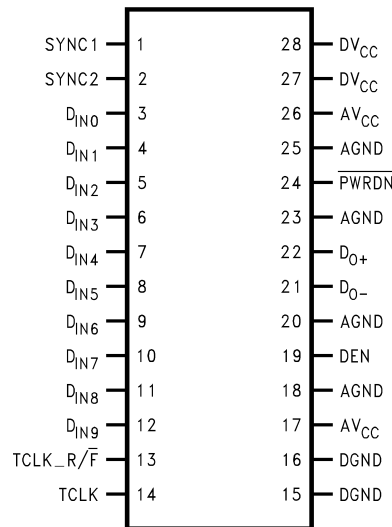 SYNC1 1 28 DVCC
SYNC2 2 27 DVCC
DIN0 3 26 AVCC
DIN1 4 25 AGND
DIN2 5 24 P̅W̅R̅D̅N̅
DIN3 6 23 AGND
DIN4 7 22 DO+
DIN5 8 21 DO−
DIN6 9 20 AGND
DIN7 10 19 DEN
DIN8 11 18 AGND
DIN9 12 17 AVCC
TCLK_R/F̅ 13 16 DGND
TCLK 14 15 DGND